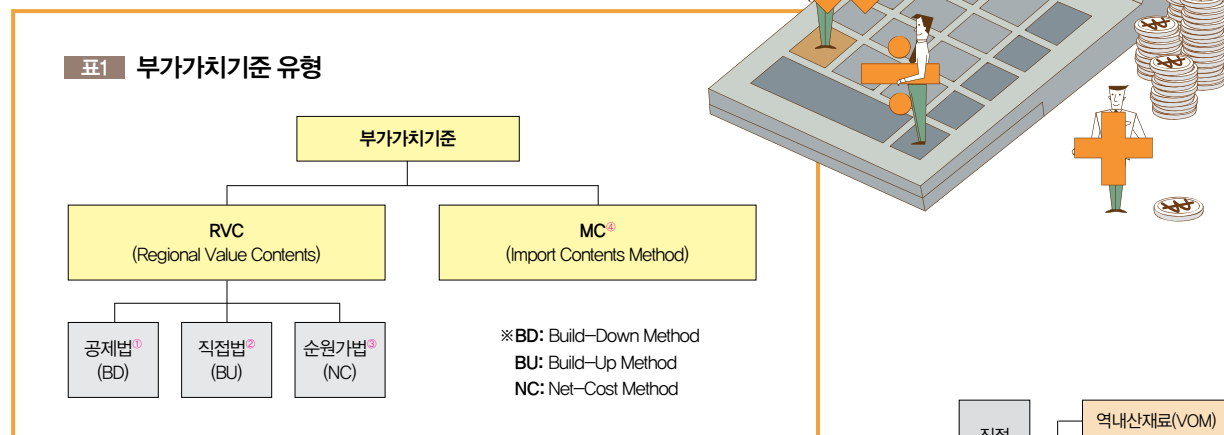 표1 부가가치기준 유형
부가가치기준
RVC
(Regional Value Contents)
MC④
(Import Contents Method)
공제법①
(BD)
직접법②
(BU)
순원가법③
(NC)
※BD: Build-Down Method
BU: Build-Up Method
NC: Net-Cost Method
직접
역내산재료(VOM)